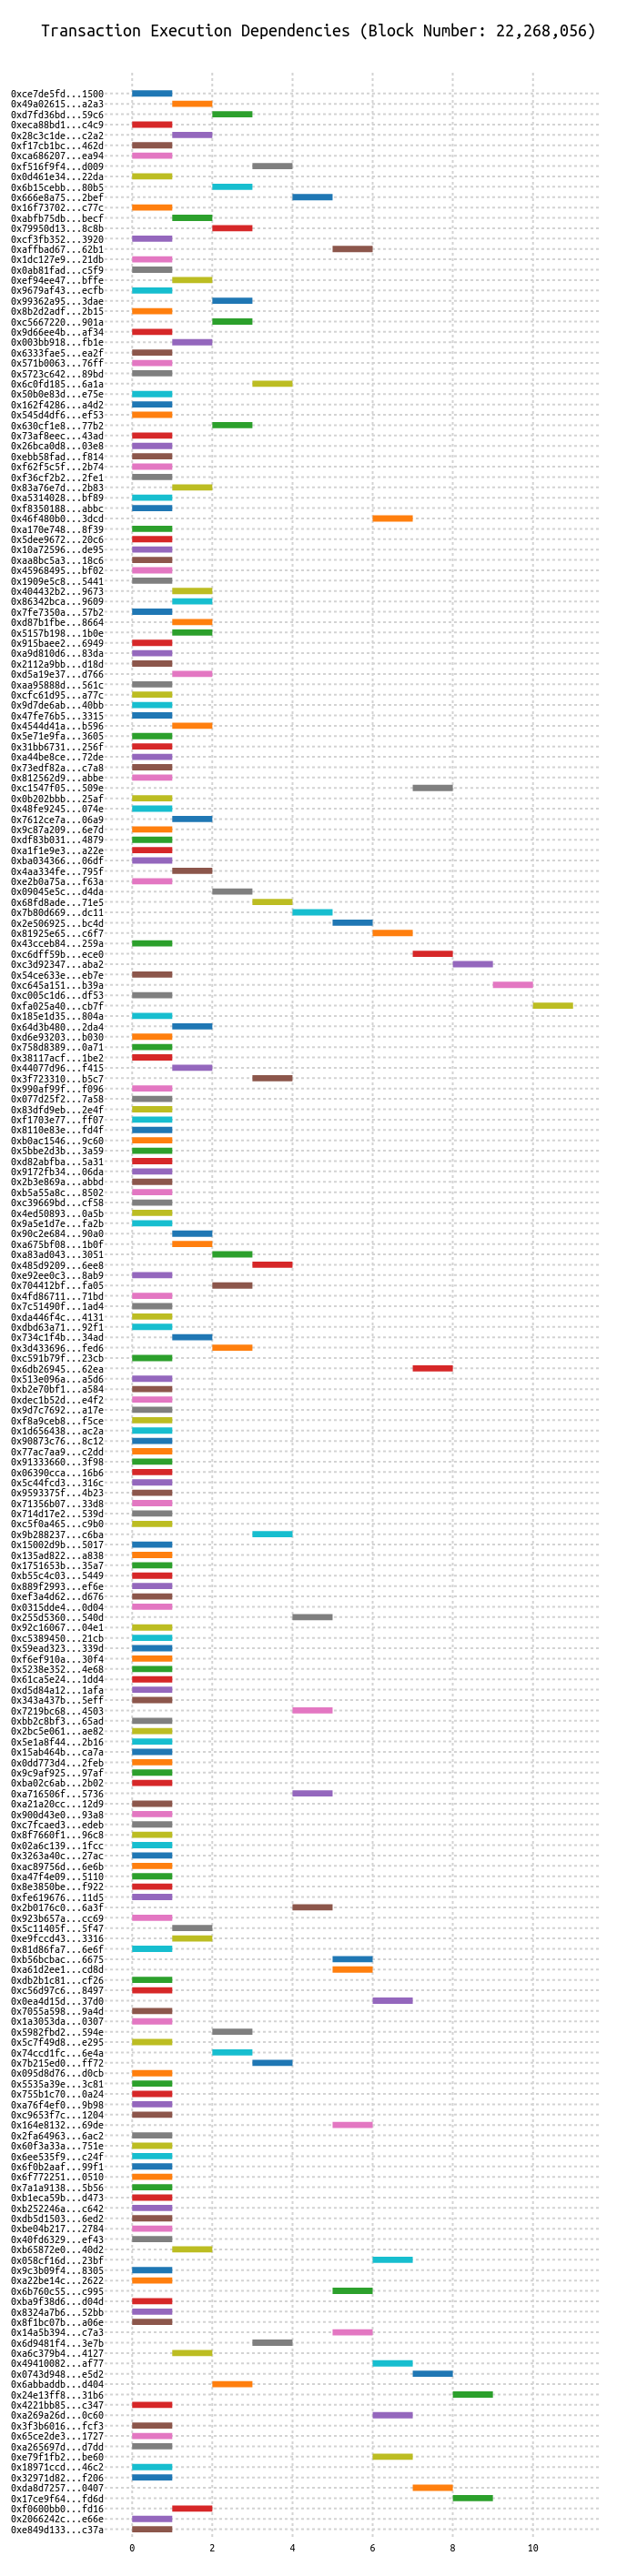 Transaction Execution Dependencies (Block Number: 22,268,056)
0xce7de5fd...1500
0x49a02615...a2a3
0xd7fd36bd...59c6
0xeca88bd1...c4c9
0x28c3c1de...c2a2
0xf17cb1bc...462d
0xca686207...ea94
0xf516f9f4...d009
0x0d461e34...22da
0x6b15cebb...80b5
0x666e8a75...2bef
0x16f73702...c77c
0xabfb75db...becf
0x79950d13...8c8b
0xcf3fb352...3920
0xaffbad67...62b1
0x1dc127e9...21db
0x0ab81fad...c5f9
0xef94ee47...bffe
0x9679af43...ecfb
0x99362a95...3dae
0x8b2d2adf...2b15
0xc5667220...901a
0x9d66ee4b...af34
0x003bb918...fb1e
0x6333fae5...ea2f
0x571b0063...76ff
0x5723c642...89bd
0x6c0fd185...6a1a
0x50b0e83d...e75e
0x162f4286...a4d2
0x545d4df6...ef53
0x630cf1e8...77b2
0x73af8eec...43ad
0x26bca0d8...03e8
0xebb58fad...f814
0xf62f5c5f...2b74
0xf36cf2b2...2fe1
0x83a76e7d...2b83
0xa5314028...bf89
0xf8350188...abbc
0x46f480b0...3dcd
0xa170e748...8f39
0x5dee9672...20c6
0x10a72596...de95
0xaa8bc5a3...18c6
0x45968495...bf02
0x1909e5c8...5441
0x404432b2...9673
0x86342bca...9609
0x7fe7350a...57b2
0xd87b1fbe...8664
0x5157b198...1b0e
0x915baee2...6949
0xa9d810d6...83da
0x2112a9bb...d18d
0xd5a19e37...d766
0xaa95888d...561c
0xcfc61d95...a77c
0x9d7de6ab...40bb
0x47fe76b5...3315
0x4544d41a...b596
0x5e71e9fa...3605
0x31bb6731...256f
0xa44be8ce...72de
0x73edf82a...c7a8
0x812562d9...abbe
0xc1547f05...509e
0x0b202bbb...25af
0x48fe9245...074e
0x7612ce7a...06a9
0x9c87a209...6e7d
0xdf83b031...4879
0xa1f1e9e3...a22e
0xba034366...06df
0x4aa334fe...795f
0xe2b0a75a...f63a
0x09045e5c...d4da
0x68fd8ade...71e5
0x7b80d669...dc11
0x2e506925...bc4d
0x81925e65...c6f7
0x43cceb84...259a
0xc6dff59b...ece0
0xc3d92347...aba2
0x54ce633e...eb7e
0xc645a151...b39a
0xc005c1d6...df53
0xfa025a40...cb7f
0x185e1d35...804a
0x64d3b480...2da4
0xd6e93203...b030
0x758d8389...0a71
0x38117acf...1be2
0x44077d96...f415
0x3f723310...b5c7
0x990af99f...f096
0x077d25f2...7a58
0x83dfd9eb...2e4f
0xf1703e77...ff07
0x8110e83e...fd4f
0xb0ac1546...9c60
0x5bbe2d3b...3a59
0xd82abfba...5a31
0x9172fb34...06da
0x2b3e869a...abbd
0xb5a55a8c...8502
0xc39669bd...cf58
0x4ed50893...0a5b
0x9a5e1d7e...fa2b
0x90c2e684...90a0
0xa675bf08...1b0f
0xa83ad043...3051
0x485d9209...6ee8
0xe92ee0c3...8ab9
0x704412bf...fa05
0x4fd86711...71bd
0x7c51490f...1ad4
0xda446f4c...4131
0xdbd63a71...92f1
0x734c1f4b...34ad
0x3d433696...fed6
0xc591b79f...23cb
0x6db26945...62ea
0x513e096a...a5d6
0xb2e70bf1...a584
0xdec1b52d...e4f2
0x9d7c7692...a17e
0xf8a9ceb8...f5ce
0x1d656438...ac2a
0x90873c76...8c12
0x77ac7aa9...c2dd
0x91333660...3f98
0x06390cca...16b6
0x5c44fcd3...316c
0x9593375f...4b23
0x71356b07...33d8
0x714d17e2...539d
0xc5f0a465...c9b0
0x9b288237...c6ba
0x15002d9b...5017
0x135ad822...a838
0x1751653b...35a7
0xb55c4c03...5449
0x889f2993...ef6e
0xef3a4d62...d676
0x0315dde4...0d04
0x255d5360...540d
0x92c16067...04e1
0xc5389450...21cb
0x59ead323...339d
0xf6ef910a...30f4
0x5238e352...4e68
0x61ca5e24...1dd4
0xd5d84a12...1afa
0x343a437b...5eff
0x7219bc68...4503
0xbb2c8bf3...65ad
0x2bc5e061...ae82
0x5e1a8f44...2b16
0x15ab464b...ca7a
0x0dd773d4...2feb
0x9c9af925...97af
0xba02c6ab...2b02
0xa716506f...5736
0xa21a20cc...12d9
0x900d43e0...93a8
0xc7fcaed3...edeb
0x8f7660f1...96c8
0x02a6c139...1fcc
0x3263a40c...27ac
0xac89756d...6e6b
0xa47f4e09...5110
0x8e3850be...f922
0xfe619676...11d5
0x2b0176c0...6a3f
0x923b657a...cc69
0x5c11405f...5f47
0xe9fccd43...3316
0x81d86fa7...6e6f
0xb56bcbac...6675
0xa61d2ee1...cd8d
0xdb2b1c81...cf26
0xc56d97c6...8497
0x0ea4d15d...37d0
0x7055a598...9a4d
0x1a3053da...0307
0x5982fbd2...594e
0x5c7f49d8...e295
0x74ccd1fc...6e4a
0x7b215ed0...ff72
0x095d8d76...d0cb
0x5535a39e...3c81
0x755b1c70...0a24
0xa76f4ef0...9b98
0xc9653f7c...1204
0x164e8132...69de
0x2fa64963...6ac2
0x60f3a33a...751e
0x6ee535f9...c24f
0x6f0b2aaf...99f1
0x6f772251...0510
0x7a1a9138...5b56
0xb1eca59b...d473
0xb252246a...c642
0xdb5d1503...6ed2
0xbe04b217...2784
0x40fd6329...ef43
0xb65872e0...40d2
0x058cf16d...23bf
0x9c3b09f4...8305
0xa22be14c...2622
0x6b760c55...c995
0xba9f38d6...d04d
0x8324a7b6...52bb
0x8f1bc07b...a06e
0x14a5b394...c7a3
0x6d9481f4...3e7b
0xa6c379b4...4127
0x49410082...af77
0x0743d948...e5d2
0x6abbaddb...d404
0x24e13ff8...31b6
0x4221bb85...c347
0xa269a26d...0c60
0x3f3b6016...fcf3
0x65ce2de3...1727
0xa265697d...d7dd
0xe79f1fb2...be60
0x18971ccd...46c2
0x32971d82...f206
0xda8d7257...0407
0x17ce9f64...fd6d
0xf0600bb0...fd16
0x2066242c...e66e
0xe849d133...c37a
0 2 4 6 8 10